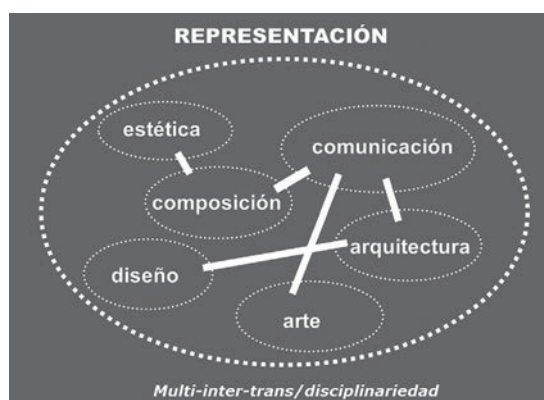 REPRESENTACIÓN
estética
comunicación
composición
arquitectura
diseño
arte
Multi-inter-trans/disciplinariedad